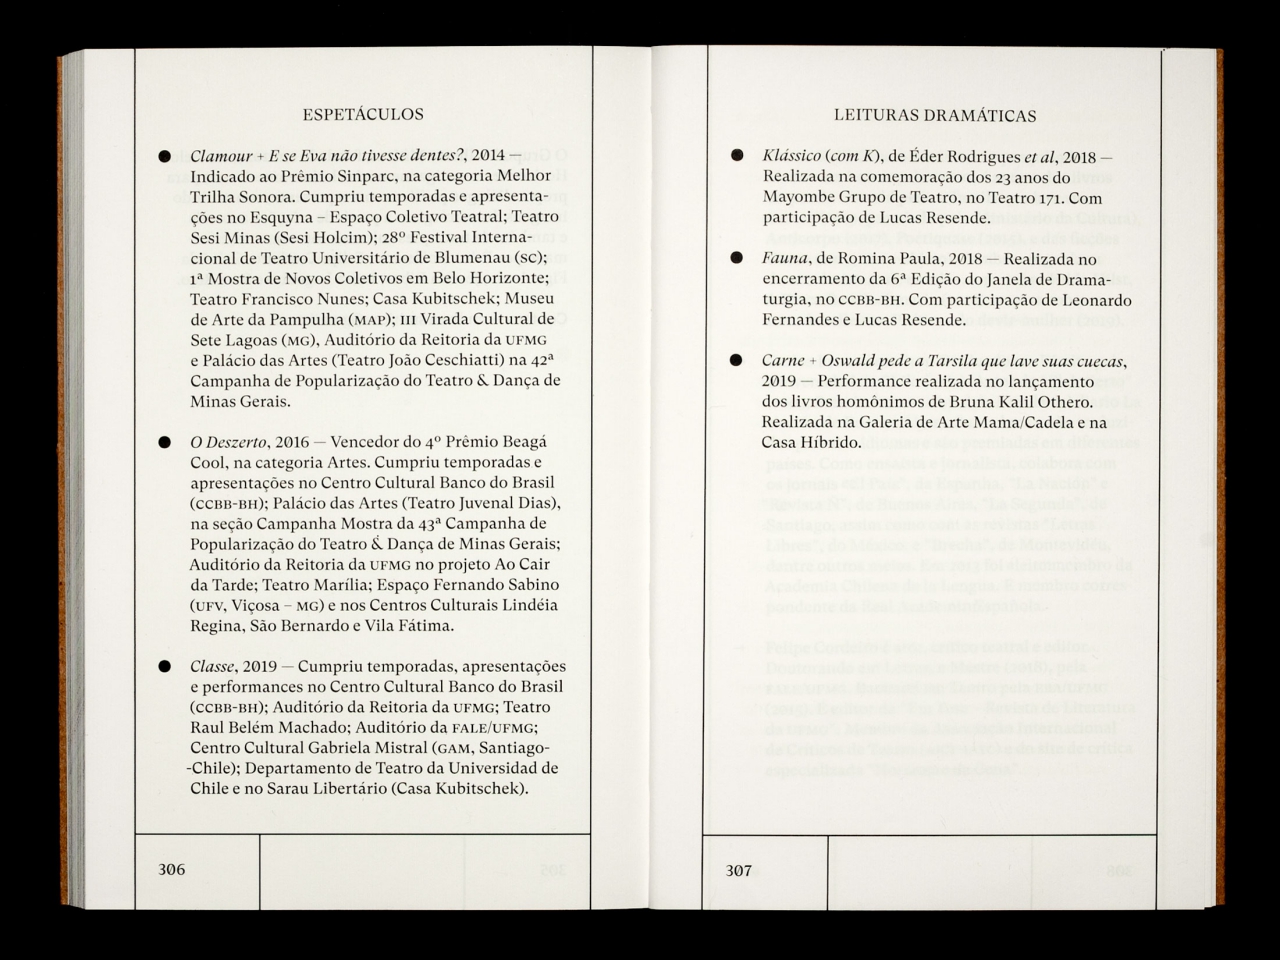 ESPETÁCULOS
● Clamour + E se Eva não tivesse dentes?, 2014 —
Indicado ao Prêmio Sinparc, na categoria Melhor
Trilha Sonora. Cumpriu temporadas e apresenta-
ções no Esquyna – Espaço Coletivo Teatral; Teatro
Sesi Minas (Sesi Holcim); 28º Festival Interna-
cional de Teatro Universitário de Blumenau (SC);
1ª Mostra de Novos Coletivos em Belo Horizonte;
Teatro Francisco Nunes; Casa Kubitschek; Museu
de Arte da Pampulha (MAP); III Virada Cultural de
Sete Lagoas (MG), Auditório da Reitoria da UFMG
e Palácio das Artes (Teatro João Ceschiatti) na 42ª
Campanha de Popularização do Teatro & Dança de
Minas Gerais.
● O Deszerto, 2016 — Vencedor do 4º Prêmio Beagá
Cool, na categoria Artes. Cumpriu temporadas e
apresentações no Centro Cultural Banco do Brasil
(CCBB-BH); Palácio das Artes (Teatro Juvenal Dias),
na seção Campanha Mostra da 43ª Campanha de
Popularização do Teatro & Dança de Minas Gerais;
Auditório da Reitoria da UFMG no projeto Ao Cair
da Tarde; Teatro Marília; Espaço Fernando Sabino
(UFV, Viçosa – MG) e nos Centros Culturais Lindéia
Regina, São Bernardo e Vila Fátima.
● Classe, 2019 — Cumpriu temporadas, apresentações
e performances no Centro Cultural Banco do Brasil
(CCBB-BH); Auditório da Reitoria da UFMG; Teatro
Raul Belém Machado; Auditório da FALE/UFMG;
Centro Cultural Gabriela Mistral (GAM, Santiago-
-Chile); Departamento de Teatro da Universidad de
Chile e no Sarau Libertário (Casa Kubitschek).
306
LEITURAS DRAMÁTICAS
● Klássico (com K), de Éder Rodrigues et al, 2018 —
Realizada na comemoração dos 23 anos do
Mayombe Grupo de Teatro, no Teatro 171. Com
participação de Lucas Resende.
● Fauna, de Romina Paula, 2018 — Realizada no
encerramento da 6ª Edição do Janela de Drama-
turgia, no CCBB-BH. Com participação de Leonardo
Fernandes e Lucas Resende.
● Carne + Oswald pede a Tarsila que lave suas cuecas,
2019 — Performance realizada no lançamento
dos livros homônimos de Bruna Kalil Othero.
Realizada na Galeria de Arte Mama/Cadela e na
Casa Híbrido.
307